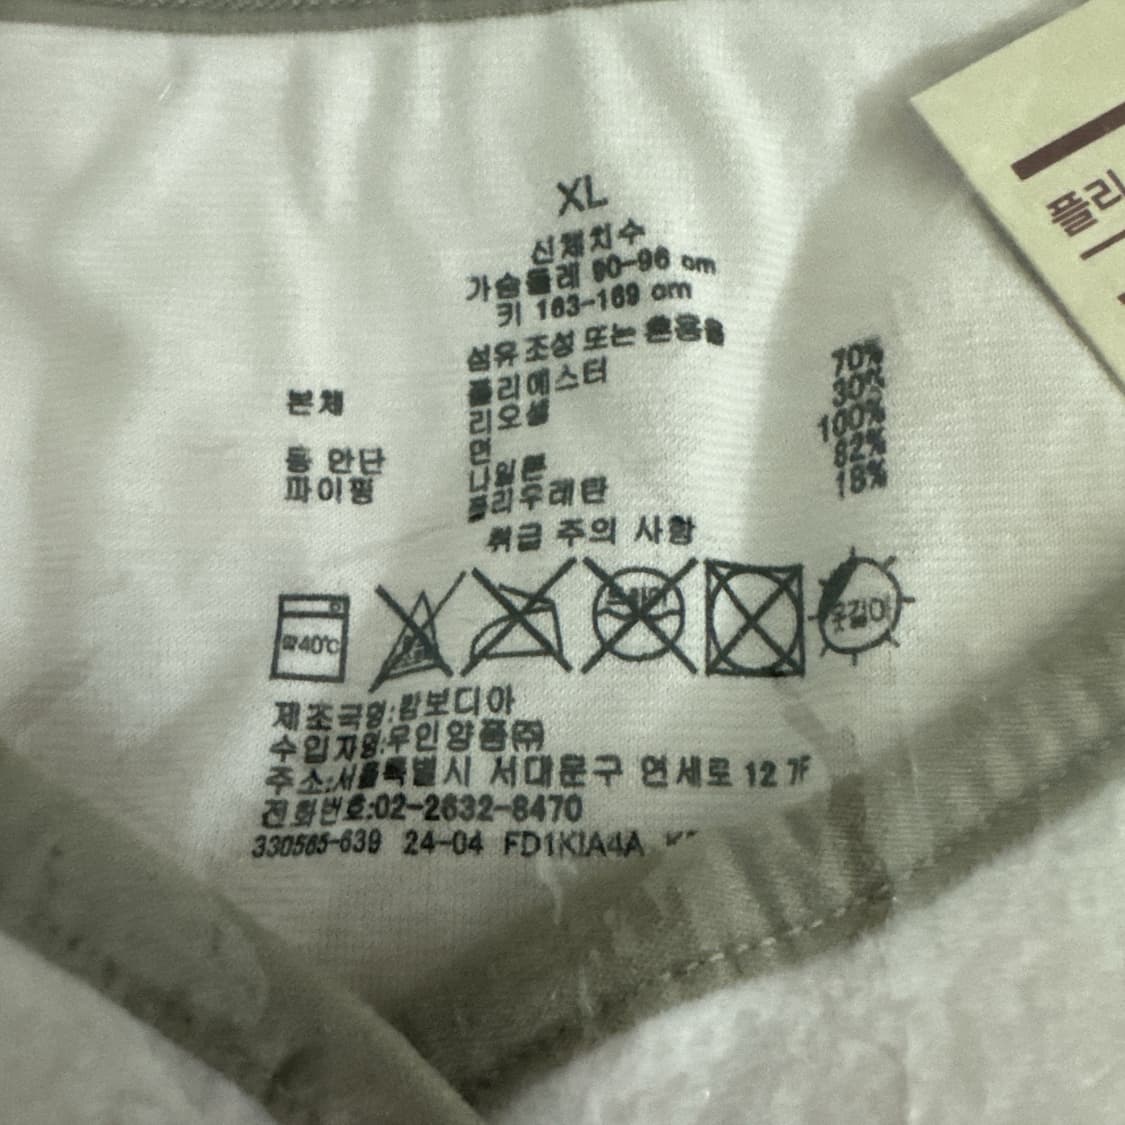 XL
신체치수
가슴둘레 90-96 cm
키 163-169 cm
섬유 조성 또는 혼용율
본체 폴리에스터 70%
리오셀 30%
등 안단 면 100%
파이핑 나일론 82%
폴리우레탄 18%
취급 주의 사항
약40℃
드라이
옷걸이
제조국명:캄보디아
수입자명:무인양품㈜
주소:서울특별시 서대문구 연세로 12 7F
전화번호:02-2632-8470
330565-639 24-04 FD1KIA4A
플리